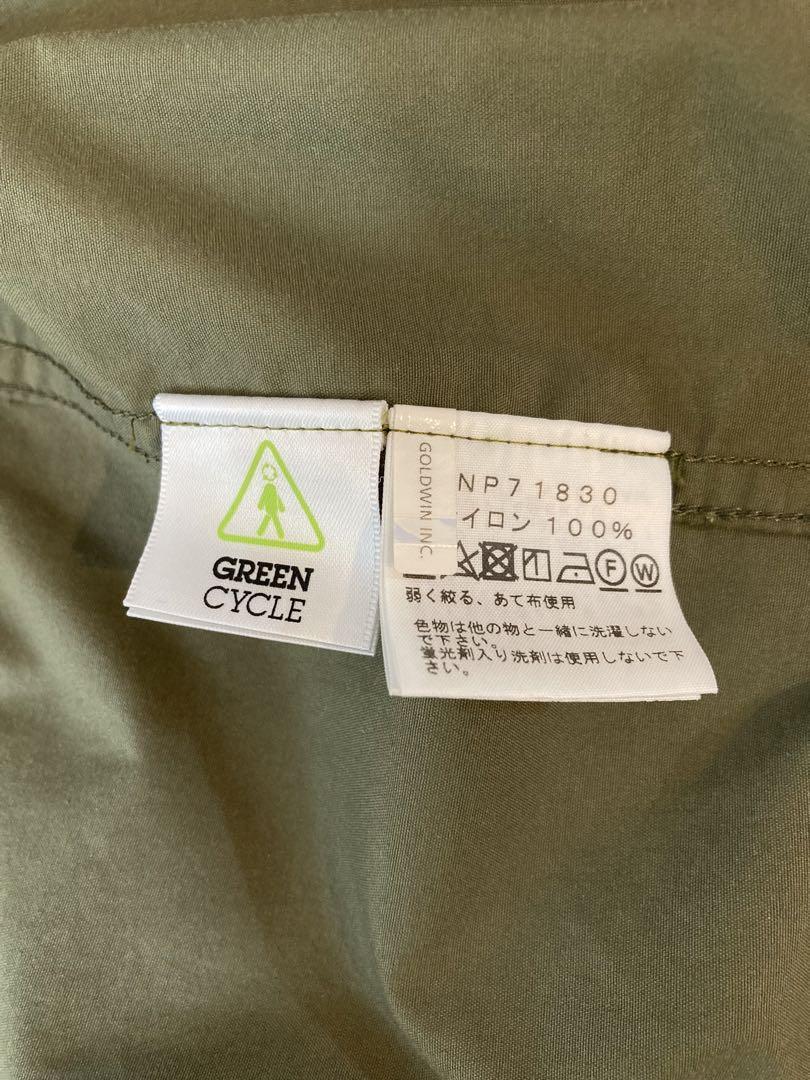 GREEN
CYCLE
GOLDWIN INC.
NP71830
イロン 100%
F W
弱く絞る、あて布使用
色物は他の物と一緒に洗濯しない
で下さい。
蛍光剤入り洗剤は使用しないで下
さい。